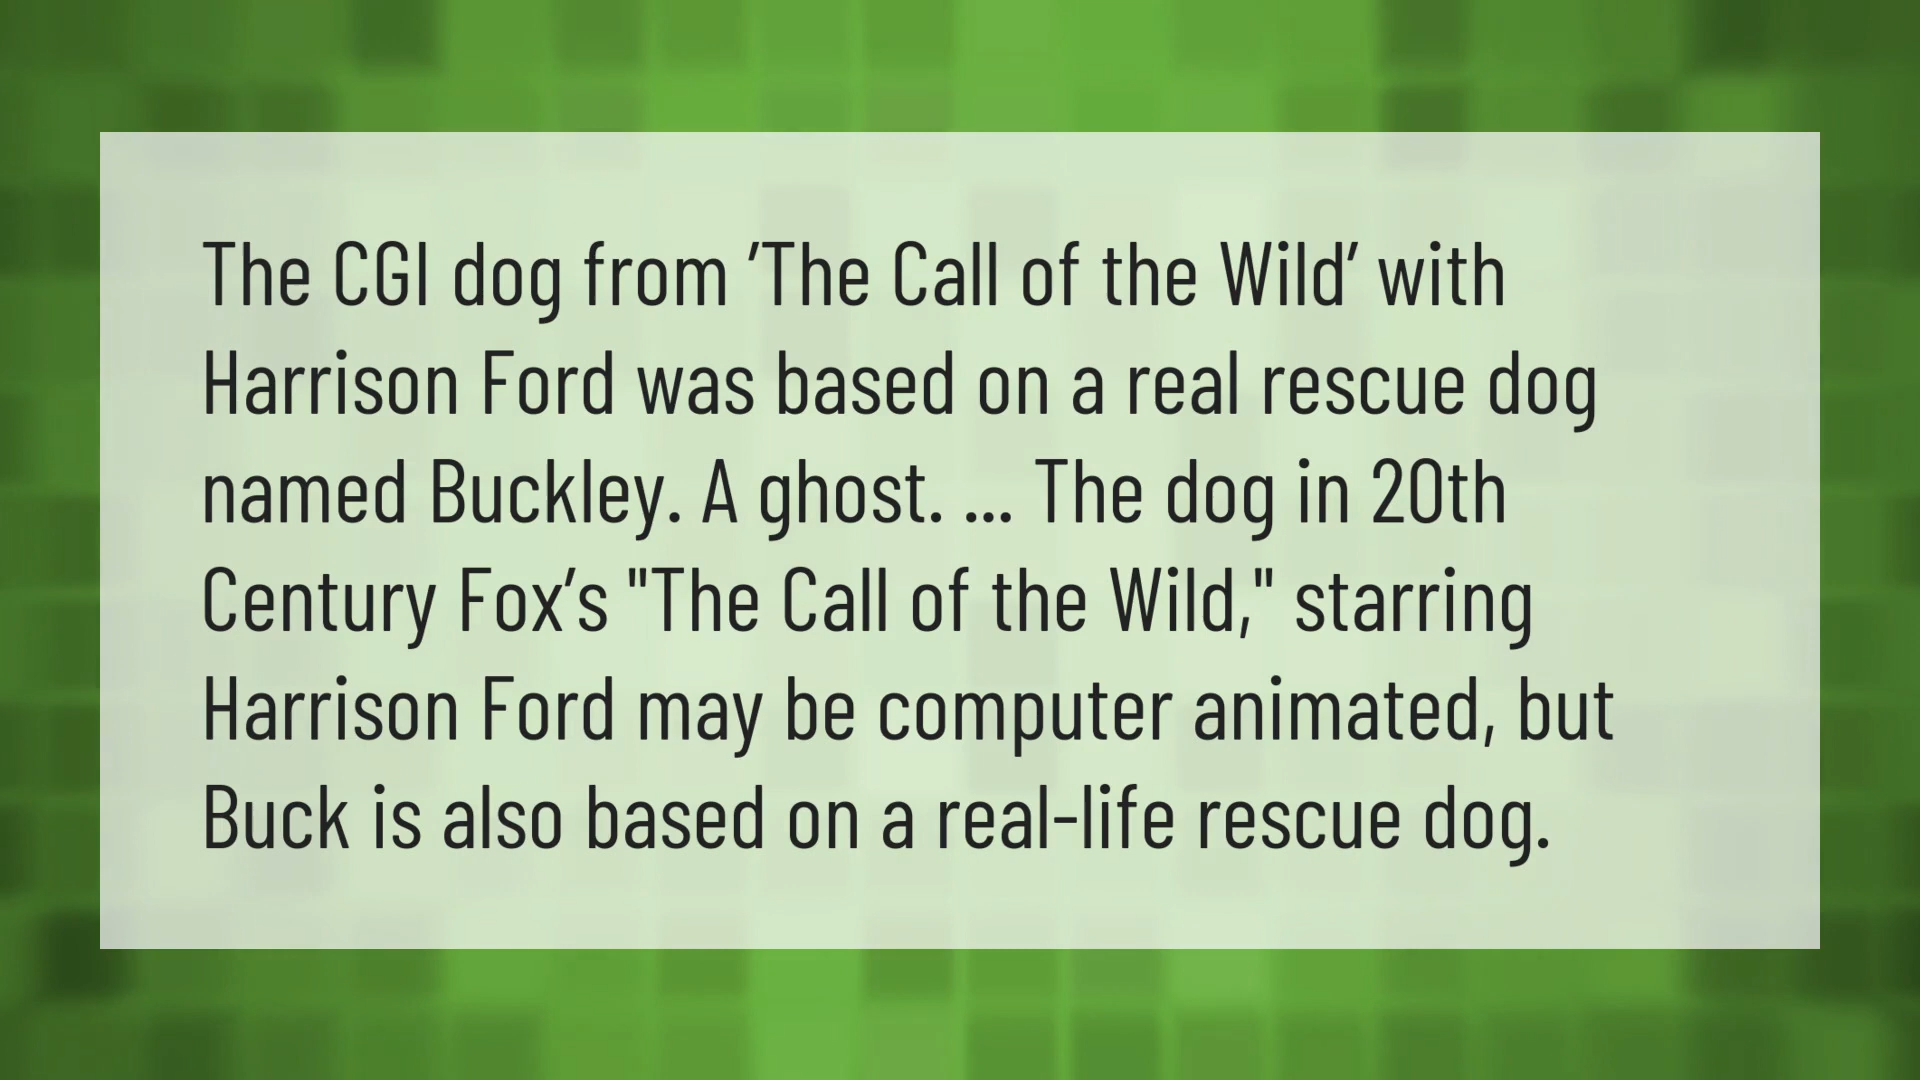 The CGI dog from ’The Call of the Wild’ with
Harrison Ford was based on a real rescue dog
named Buckley. A ghost. ... The dog in 20th
Century Fox’s "The Call of the Wild," starring
Harrison Ford may be computer animated, but
Buck is also based on a real-life rescue dog.